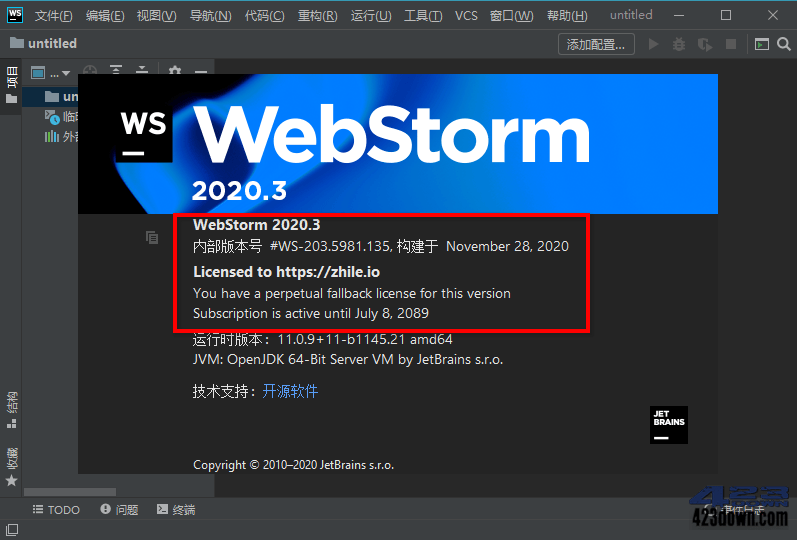 WS 文件(F) 编辑(E) 视图(V) 导航(N) 代码(C) 重构(R) 运行(U) 工具(T) VCS 窗口(W) 帮助(H) untitled
untitled
添加配置...
项目
...
un
临时
外部
WS
WebStorm
2020.3
WebStorm 2020.3
内部版本号 #WS-203.5981.135, 构建于 November 28, 2020
Licensed to https://zhile.io
You have a perpetual fallback license for this version
Subscription is active until July 8, 2089
运行时版本：11.0.9+11-b1145.21 amd64
JVM: OpenJDK 64-Bit Server VM by JetBrains s.r.o.
技术支持：开源软件
JET
BRAINS
Copyright © 2010–2020 JetBrains s.r.o.
结构
收藏
TODO 问题 终端
423down.com